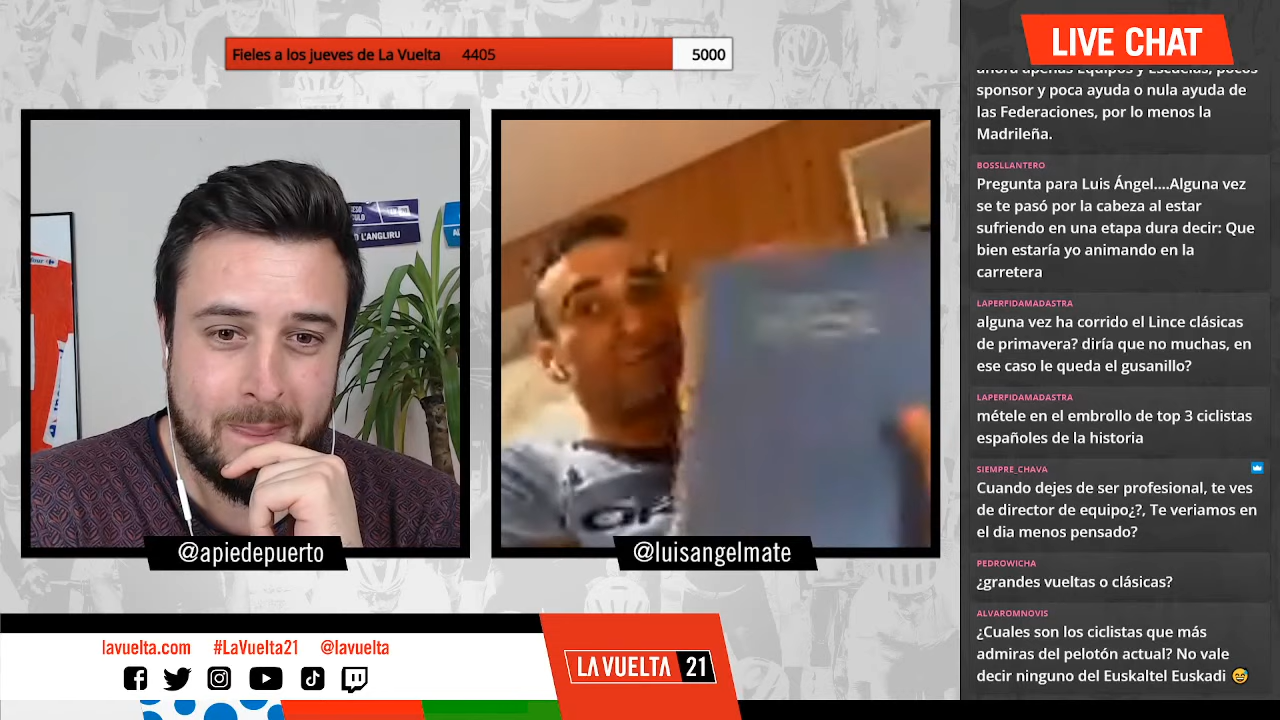 Fieles a los jueves de La Vuelta 4405 5000
L'ANGLIRU
@apiedepuerto
@luisangelmate
lavuelta.com #LaVuelta21 @lavuelta
LA VUELTA 21
LIVE CHAT
ahora apenas Equipos y Escuelas, pocos
sponsor y poca ayuda o nula ayuda de
las Federaciones, por lo menos la
Madrileña.
BOSSLLANTERO
Pregunta para Luis Ángel....Alguna vez
se te pasó por la cabeza al estar
sufriendo en una etapa dura decir: Que
bien estaría yo animando en la
carretera
LAPERFIDAMADASTRA
alguna vez ha corrido el Lince clásicas
de primavera? diría que no muchas, en
ese caso le queda el gusanillo?
LAPERFIDAMADASTRA
métele en el embrollo de top 3 ciclistas
españoles de la historia
SIEMPRE_CHAVA
Cuando dejes de ser profesional, te ves
de director de equipo¿?, Te veriamos en
el dia menos pensado?
PEDROWICHA
¿grandes vueltas o clásicas?
ALVAROMNOVIS
¿Cuales son los ciclistas que más
admiras del pelotón actual? No vale
decir ninguno del Euskaltel Euskadi 😅